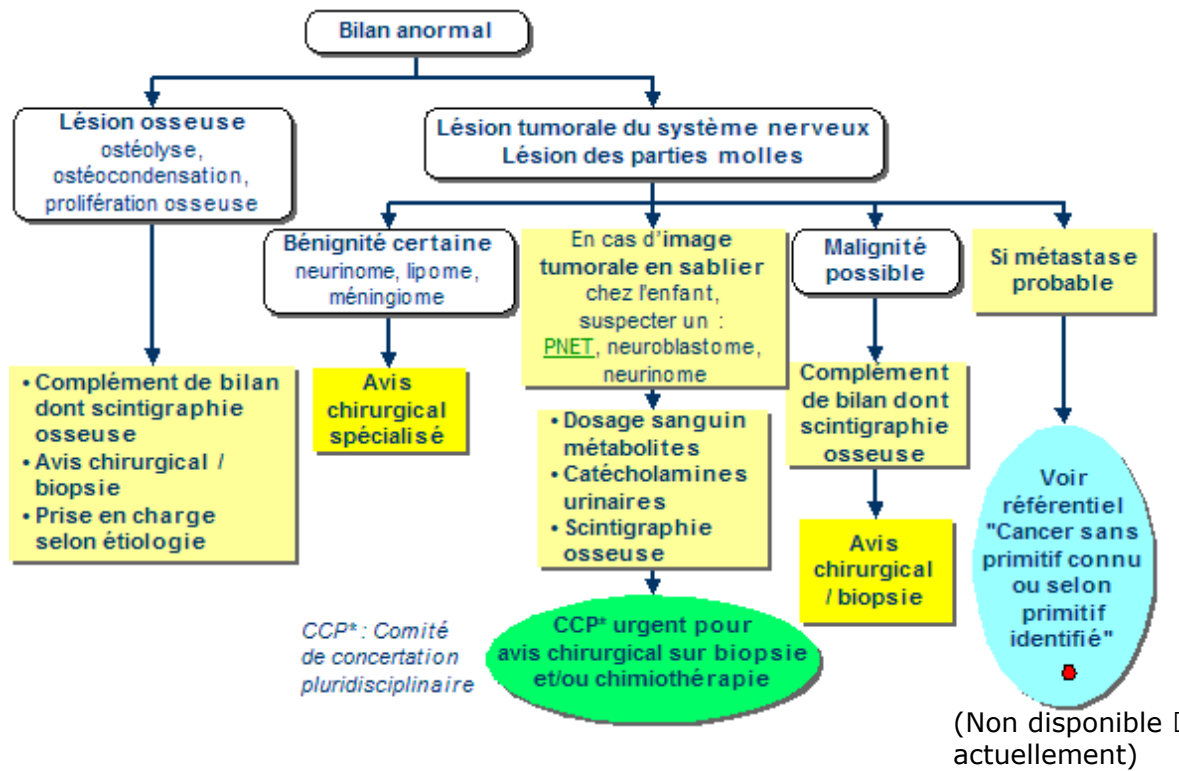 Bilan anormal
Lésion osseuse
ostéolyse,
ostéocondensation,
prolifération osseuse
Lésion tumorale du système nerveux
Lésion des parties molles
Bénignité certaine
neurinome, lipome,
méningiome
En cas d'image
tumorale en sablier
chez l'enfant,
suspecter un :
PNET, neuroblastome,
neurinome
Malignité
possible
Si métastase
probable
• Complément de bilan
dont scintigraphie
osseuse
• Avis chirurgical /
biopsie
• Prise en charge
selon étiologie
Avis
chirurgical
spécialisé
• Dosage sanguin
métabolites
• Catécholamines
urinaires
• Scintigraphie
osseuse
Complément
de bilan dont
scintigraphie
osseuse
Avis
chirurgical
/ biopsie
Voir
référentiel
"Cancer sans
primitif connu
ou selon
primitif
identifié"
CCP* : Comité
de concertation
pluridisciplinaire
CCP* urgent pour
avis chirurgical sur biopsie
et/ou chimiothérapie
(Non disponible
actuellement)